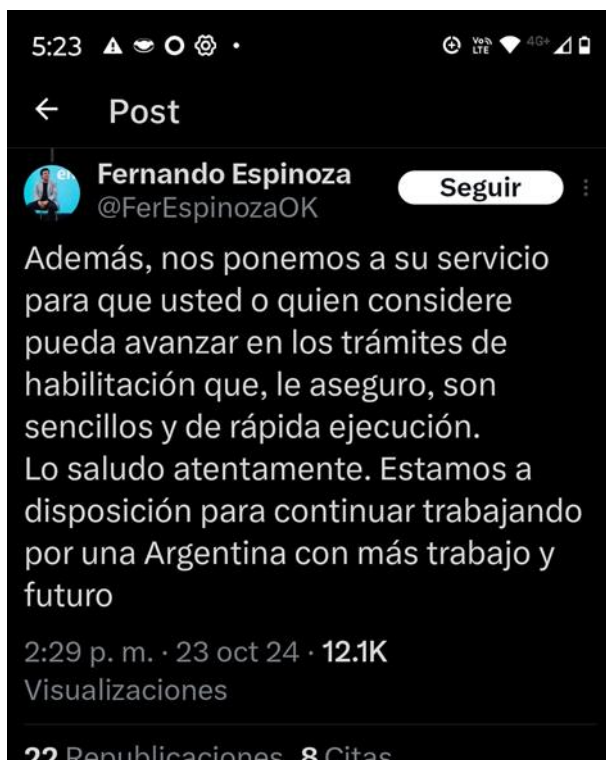 5:23
Vo)) LTE 4G+
Post
Fernando Espinoza
@FerEspinozaOK
Seguir
Además, nos ponemos a su servicio
para que usted o quien considere
pueda avanzar en los trámites de
habilitación que, le aseguro, son
sencillos y de rápida ejecución.
Lo saludo atentamente. Estamos a
disposición para continuar trabajando
por una Argentina con más trabajo y
futuro
2:29 p. m. · 23 oct 24 · 12.1K
Visualizaciones
22 Republicaciones 8 Citas